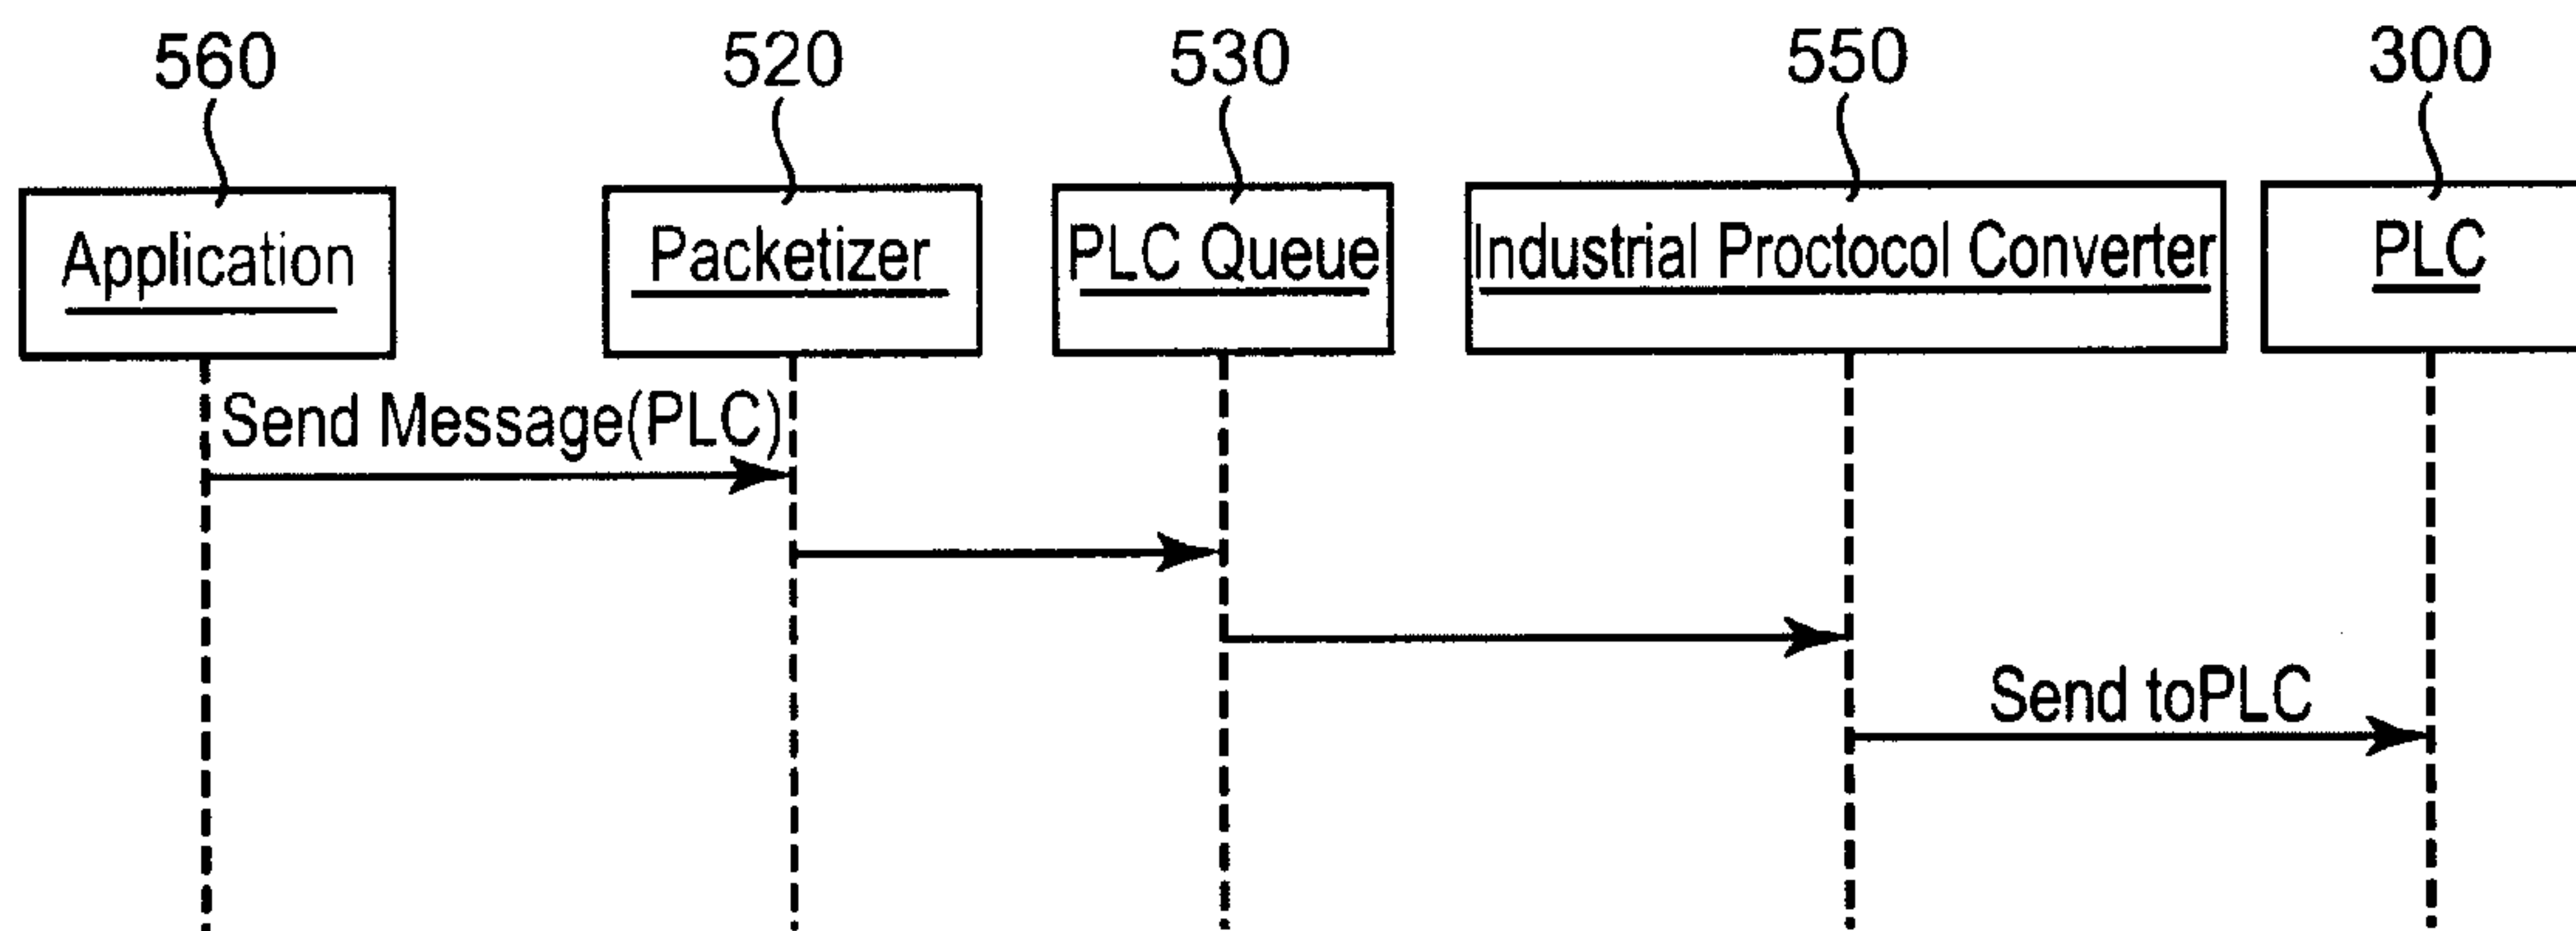 560
520
530
550
300
Application
Packetizer
PLC Queue
Industrial Proctocol Converter
PLC
Send Message(PLC)
Send toPLC